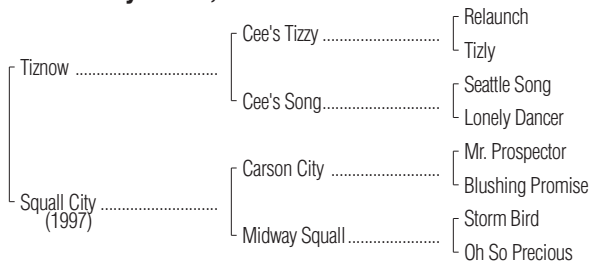 Relaunch
Cee's Tizzy
Tizly
Tiznow
Seattle Song
Cee's Song
Lonely Dancer
Mr. Prospector
Carson City
Blushing Promise
Squall City
(1997)
Storm Bird
Midway Squall
Oh So Precious